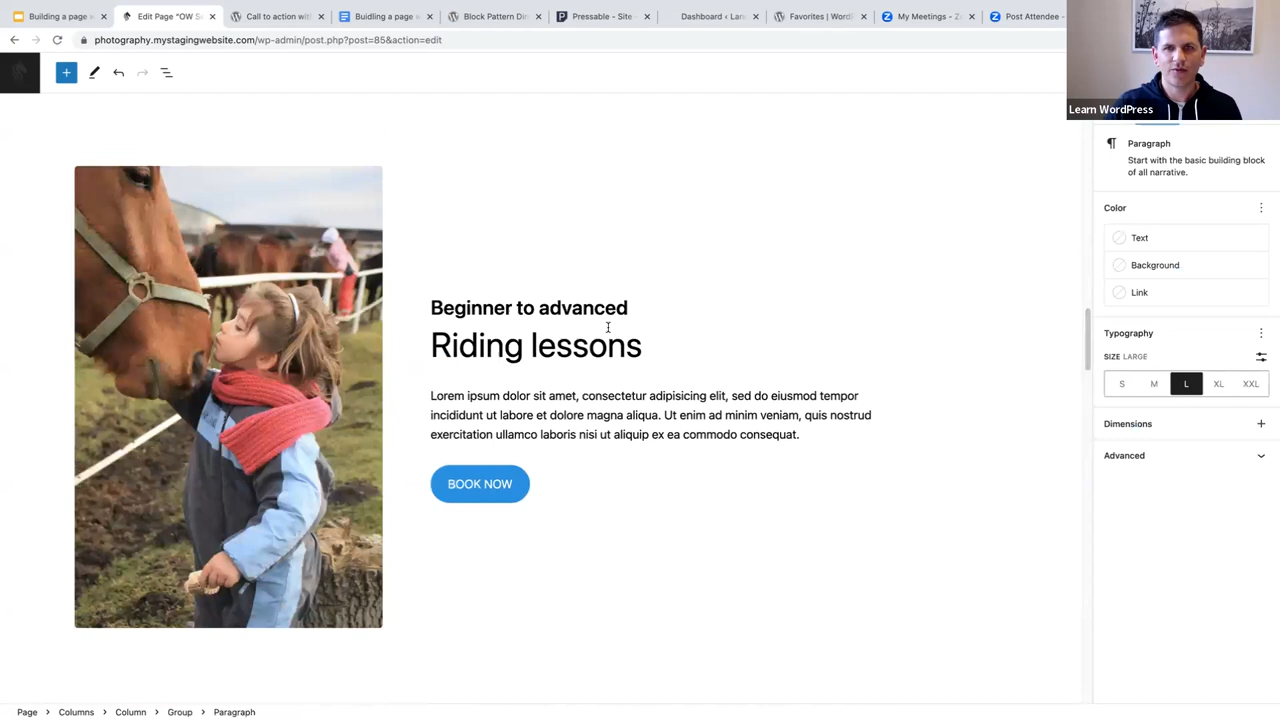 Building a page w
Edit Page “OW S
Call to action with
Buidling a page w
Block Pattern Dir
Pressable - Site
Dashboard ‹ Lan
Favorites | WordP
My Meetings - Z
Post Attendee -
photography.mystagingwebsite.com/wp-admin/post.php?post=85&action=edit
Learn WordPress
Paragraph
Start with the basic building block
of all narrative.
Color
Text
Background
Link
Typography
SIZE LARGE
S M L XL XXL
Dimensions
Advanced
Beginner to advanced
Riding lessons
Lorem ipsum dolor sit amet, consectetur adipiscing elit, sed do eiusmod tempor
incididunt ut labore et dolore magna aliqua. Ut enim ad minim veniam, quis nostrud
exercitation ullamco laboris nisi ut aliquip ex ea commodo consequat.
BOOK NOW
Page > Columns > Column > Group > Paragraph